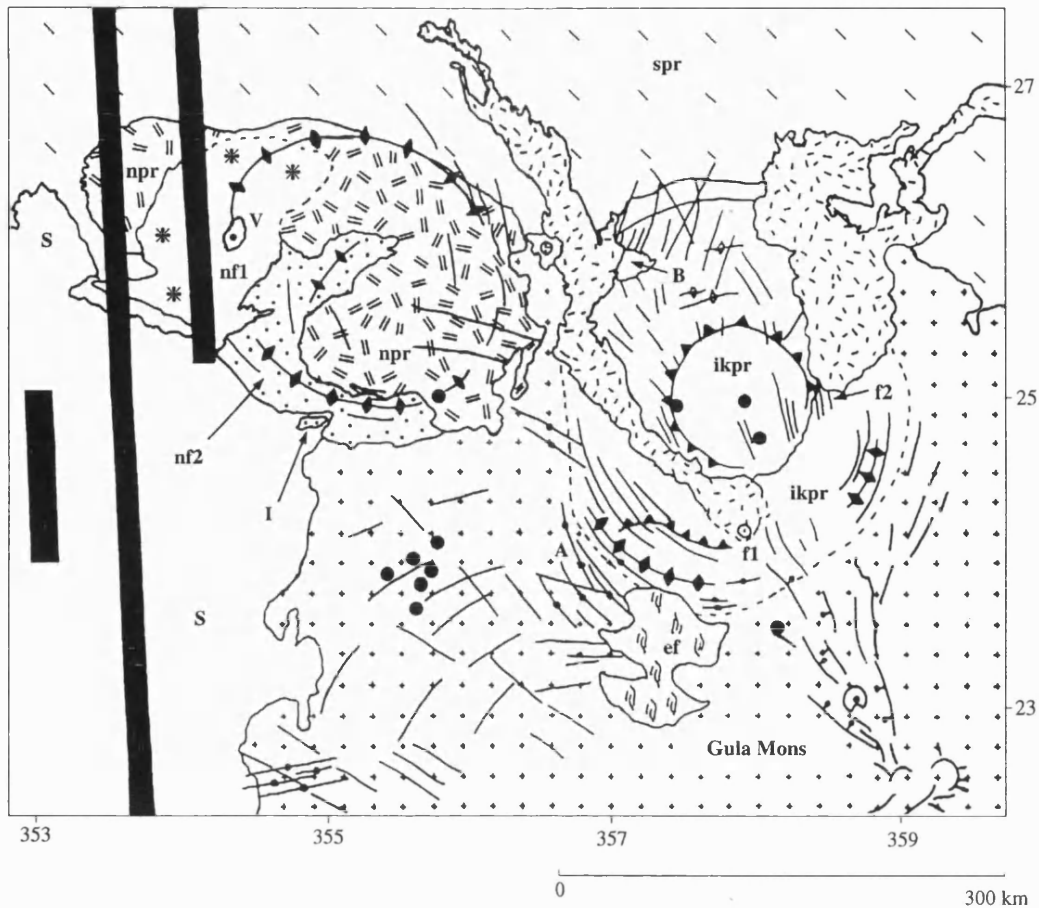 spr
27
npr
S
V
nf1
B
ikpr
npr
25
f2
nf2
ikpr
I
A
f1
S
ef
23
Gula Mons
353
355
357
359
0
300 km